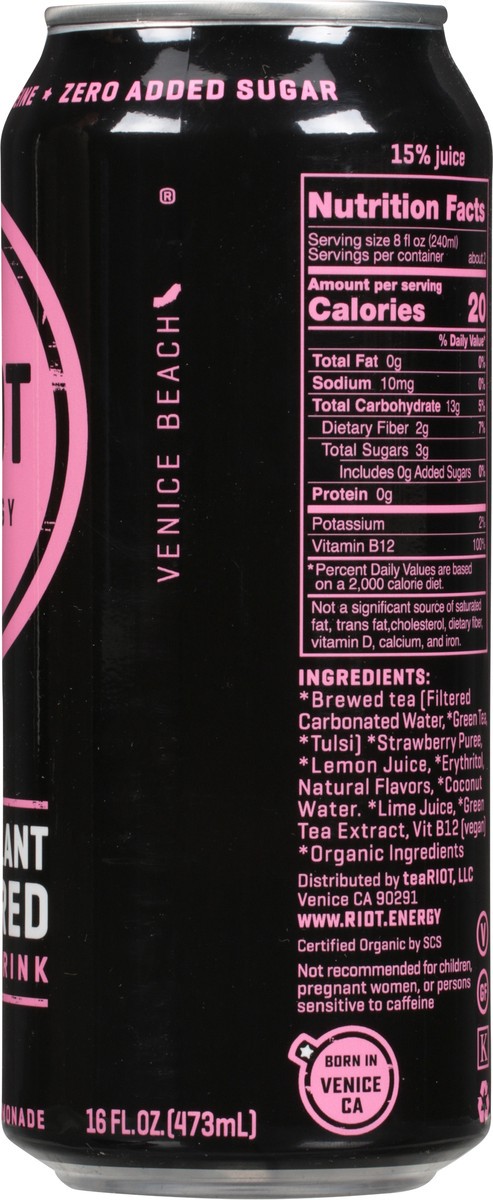 ★ ZERO ADDED SUGAR
15% juice
®
VENICE BEACH
Nutrition Facts
Serving size 8 fl oz (240ml)
Servings per container about 2
Amount per serving
Calories 20
% Daily Value*
Total Fat 0g 0%
Sodium 10mg 0%
Total Carbohydrate 13g 5%
Dietary Fiber 2g 7%
Total Sugars 3g
Includes 0g Added Sugars 0%
Protein 0g
Potassium 2%
Vitamin B12 100%
*Percent Daily Values are based
on a 2,000 calorie diet.
Not a significant source of saturated
fat, trans fat,cholesterol, dietary fiber,
vitamin D, calcium, and iron.
INGREDIENTS:
*Brewed tea (Filtered
Carbonated Water,*Green Tea,
*Tulsi) *Strawberry Puree,
*Lemon Juice, *Erythritol,
Natural Flavors, *Coconut
Water. *Lime Juice, *Green
Tea Extract, Vit B12 (vegan)
*Organic Ingredients
Distributed by teaRIOT, LLC
Venice CA 90291
WWW.RIOT.ENERGY
Certified Organic by SCS
Not recommended for children,
pregnant women, or persons
sensitive to caffeine
V
GF
K
BORN IN
VENICE
CA
16 FL.OZ.(473mL)